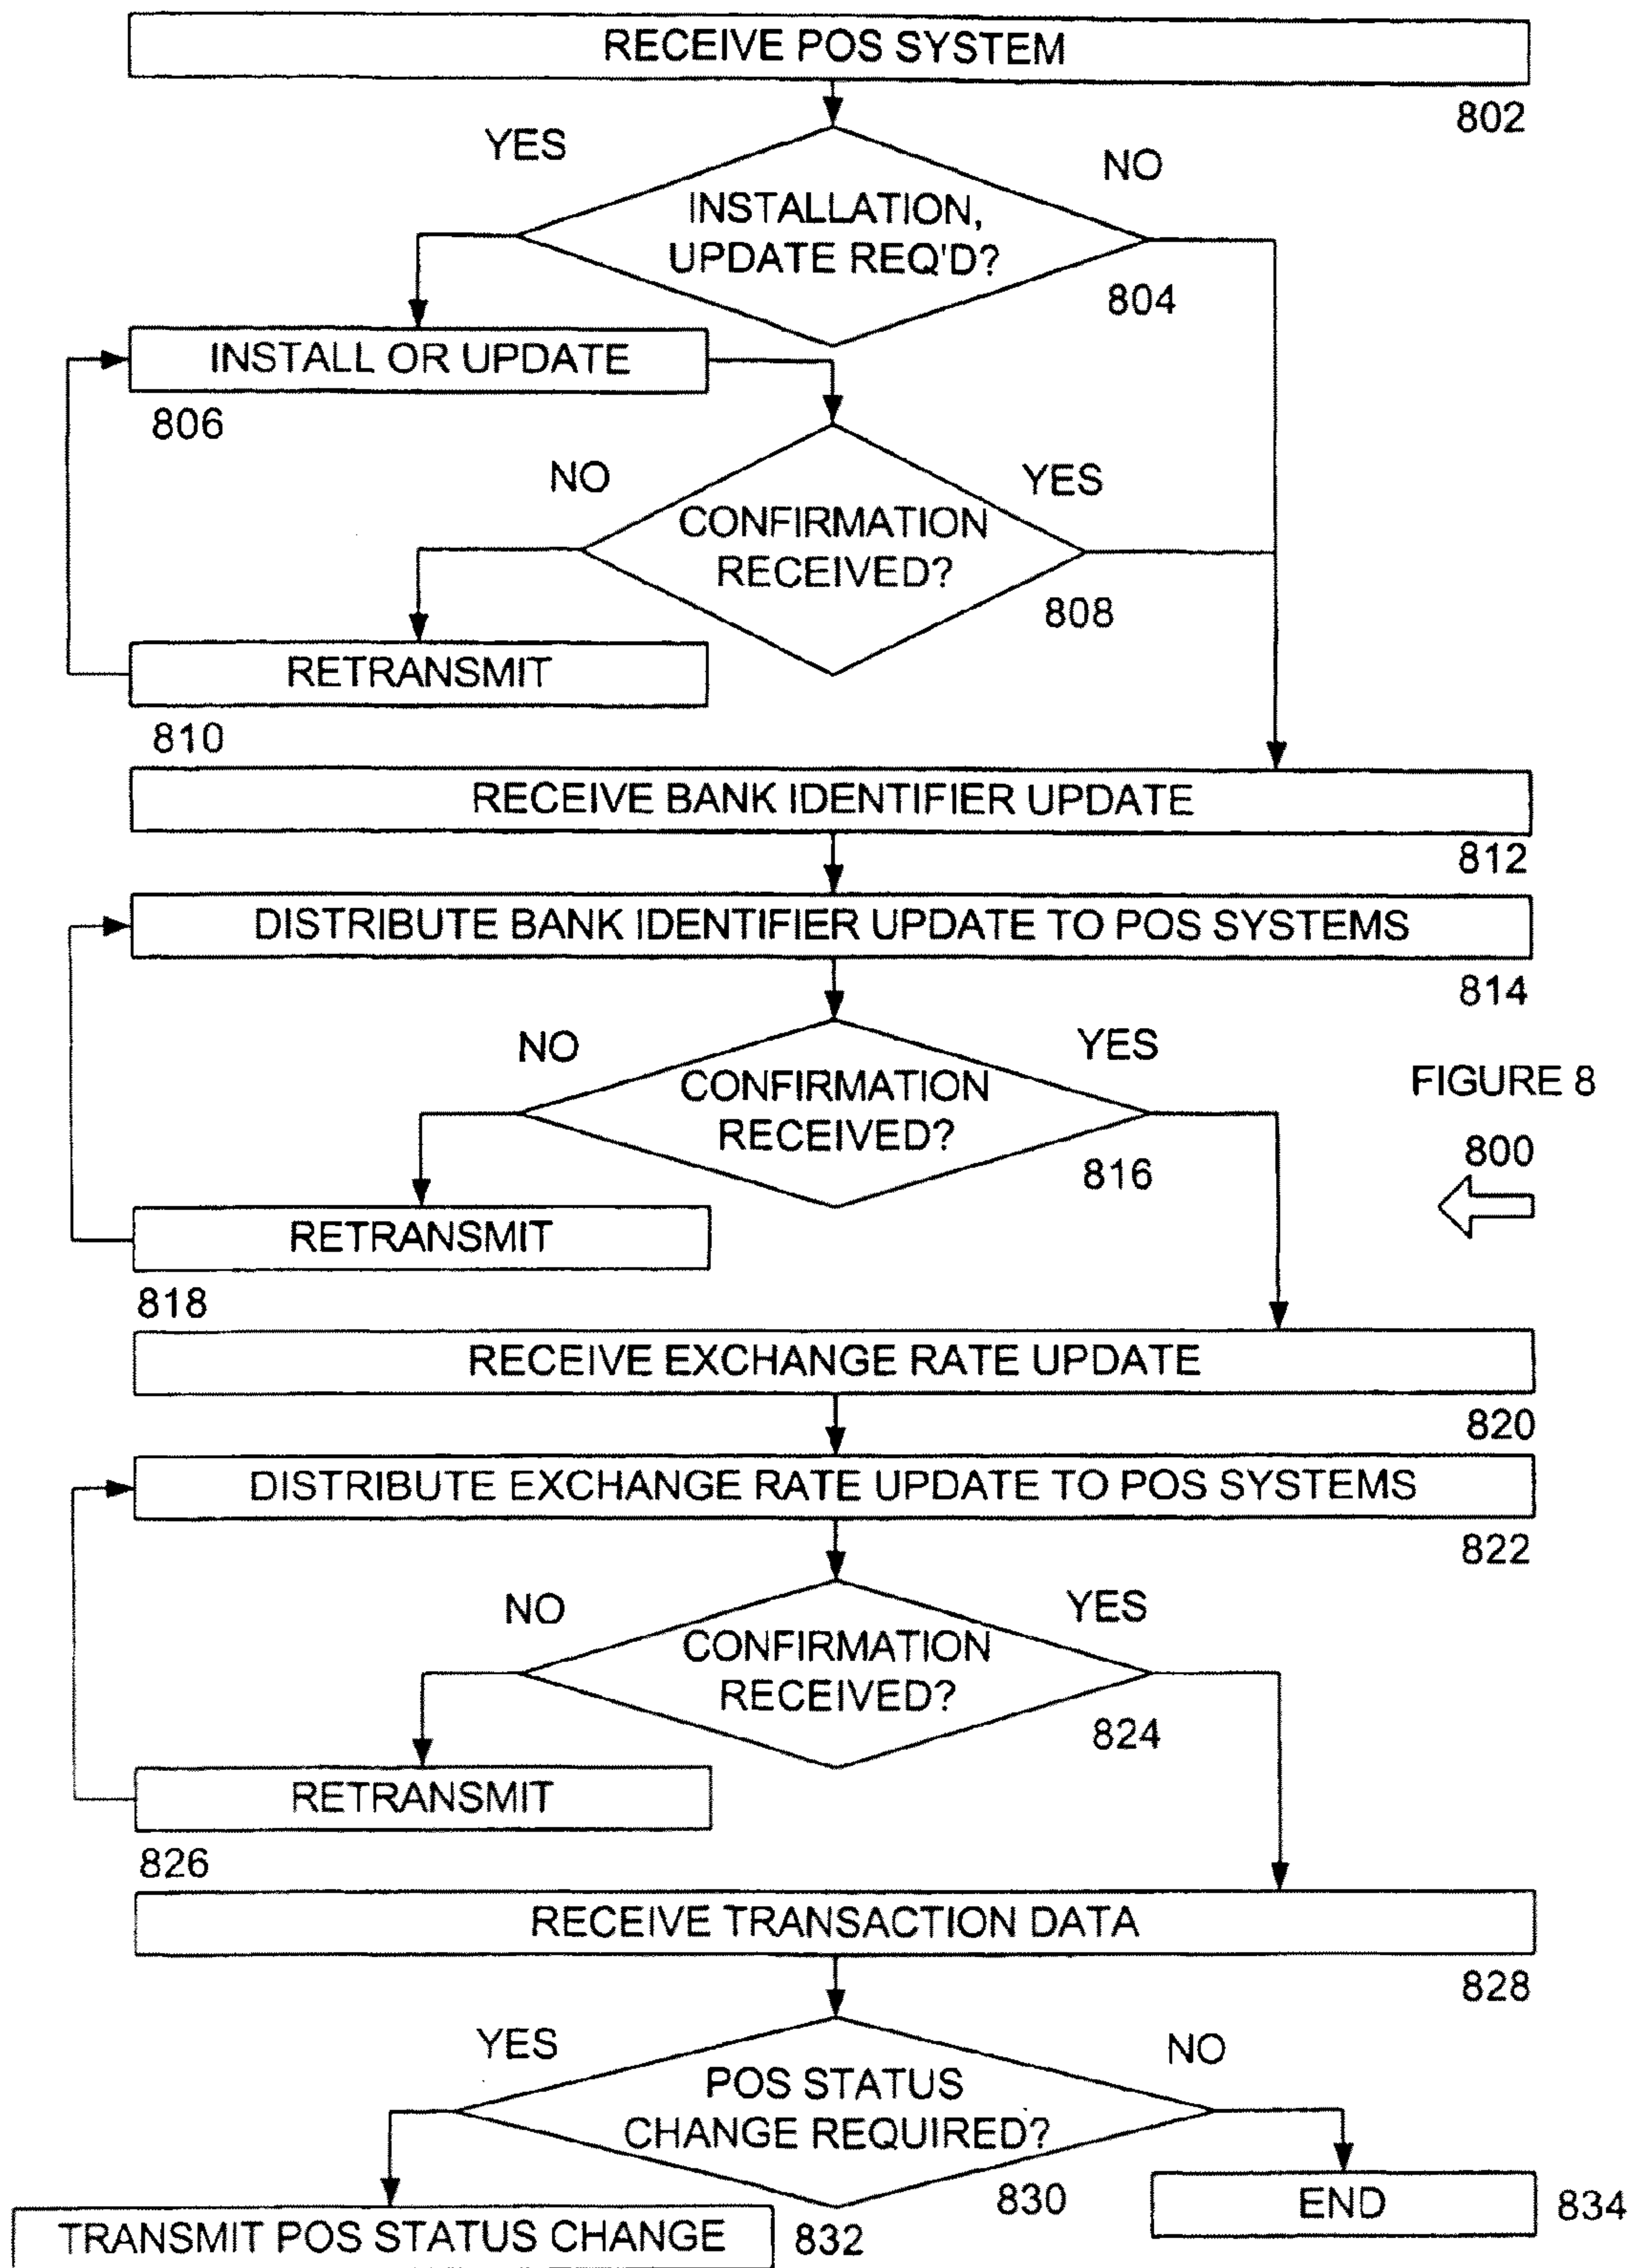 RECEIVE POS SYSTEM
802
YES
NO
INSTALLATION,
UPDATE REQ'D?
804
INSTALL OR UPDATE
806
NO
YES
CONFIRMATION
RECEIVED?
808
RETRANSMIT
810
RECEIVE BANK IDENTIFIER UPDATE
812
DISTRIBUTE BANK IDENTIFIER UPDATE TO POS SYSTEMS
814
NO
YES
CONFIRMATION
RECEIVED?
816
FIGURE 8
800
RETRANSMIT
818
RECEIVE EXCHANGE RATE UPDATE
820
DISTRIBUTE EXCHANGE RATE UPDATE TO POS SYSTEMS
822
NO
YES
CONFIRMATION
RECEIVED?
824
RETRANSMIT
826
RECEIVE TRANSACTION DATA
828
YES
NO
POS STATUS
CHANGE REQUIRED?
830
END
834
TRANSMIT POS STATUS CHANGE
832